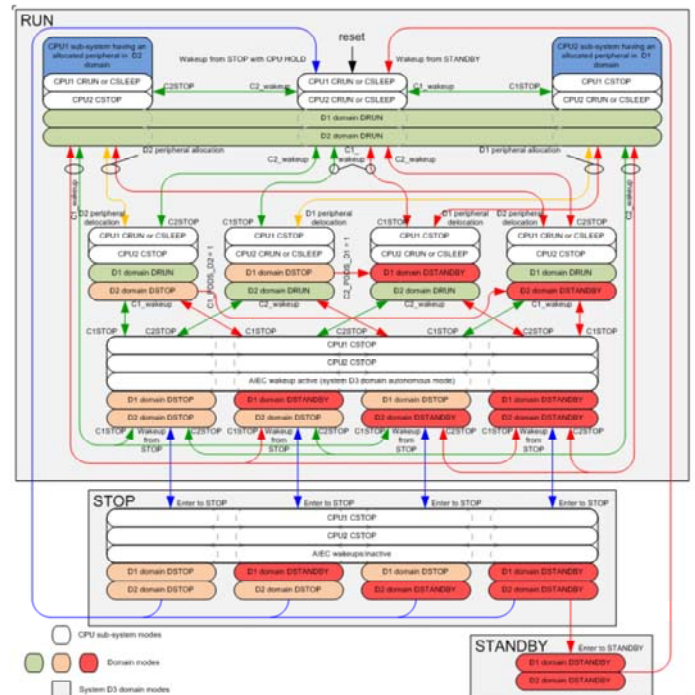 RUN
reset
CPU1 sub-system having an
allocated peripheral in D2
domain
Wakeup from STOP with CPU HOLD
Wakeup from STANDBY
CPU2 sub-system having an
allocated peripheral in D1
domain
CPU1 CRUN or CSLEEP
CPU2 CSTOP
C2STOP
C2_wakeup
CPU1 CRUN or CSLEEP
CPU2 CRUN or CSLEEP
C1_wakeup
C1STOP
CPU1 CSTOP
CPU2 CRUN or CSLEEP
D1 domain DRUN
D2 domain DRUN
D2 peripheral allocation
C2_wakeup
C1_
wakeup
C2_wakeup
D1 peripheral allocation
C1_wakeup
C2_wakeup
D2 peripheral
delocation
C2STOP
C1STOP
D1 peripheral
delocation
C1STOP
D1 peripheral
delocation
D2 peripheral
delocation
C2STOP
CPU1 CRUN or CSLEEP
CPU2 CSTOP
D1 domain DRUN
D2 domain DSTOP
C1_PDDS_D2 = 1
CPU1 CSTOP
CPU2 CRUN or CSLEEP
D1 domain DSTOP
D2 domain DRUN
C2_PDDS_D1 = 1
CPU1 CSTOP
CPU2 CRUN or CSLEEP
D1 domain DSTANDBY
D2 domain DRUN
CPU1 CRUN or CSLEEP
CPU2 CSTOP
D1 domain DRUN
D2 domain DSTANDBY
C1_wakeup
C2_wakeup
C2_wakeup
C1_wakeup
C1STOP
C2STOP
C1STOP
C2STOP
C1STOP
C2STOP
C1STOP
CPU1 CSTOP
CPU2 CSTOP
AIEC wakeup active (system D3 domain autonomous mode)
D1 domain DSTOP
D2 domain DSTOP
D1 domain DSTANDBY
D2 domain DSTOP
D1 domain DSTOP
D2 domain DSTANDBY
D1 domain DSTANDBY
D2 domain DSTANDBY
C1STOP
Wakeup
from
STOP
C2STOP
C1STOP
Wakeup
from
STOP
C2STOP
C1STOP
Wakeup
from
STOP
C2STOP
C1STOP
Wakeup
from
STOP
C2STOP
STOP
Enter to STOP
Enter to STOP
Enter to STOP
Enter to STOP
CPU1 CSTOP
CPU2 CSTOP
AIEC wakeups inactive
D1 domain DSTOP
D2 domain DSTOP
D1 domain DSTANDBY
D2 domain DSTOP
D1 domain DSTOP
D2 domain DSTANDBY
D1 domain DSTANDBY
D2 domain DSTANDBY
STANDBY
Enter to STANDBY
D1 domain DSTANDBY
D2 domain DSTANDBY
CPU sub-system modes
Domain modes
System D3 domain modes